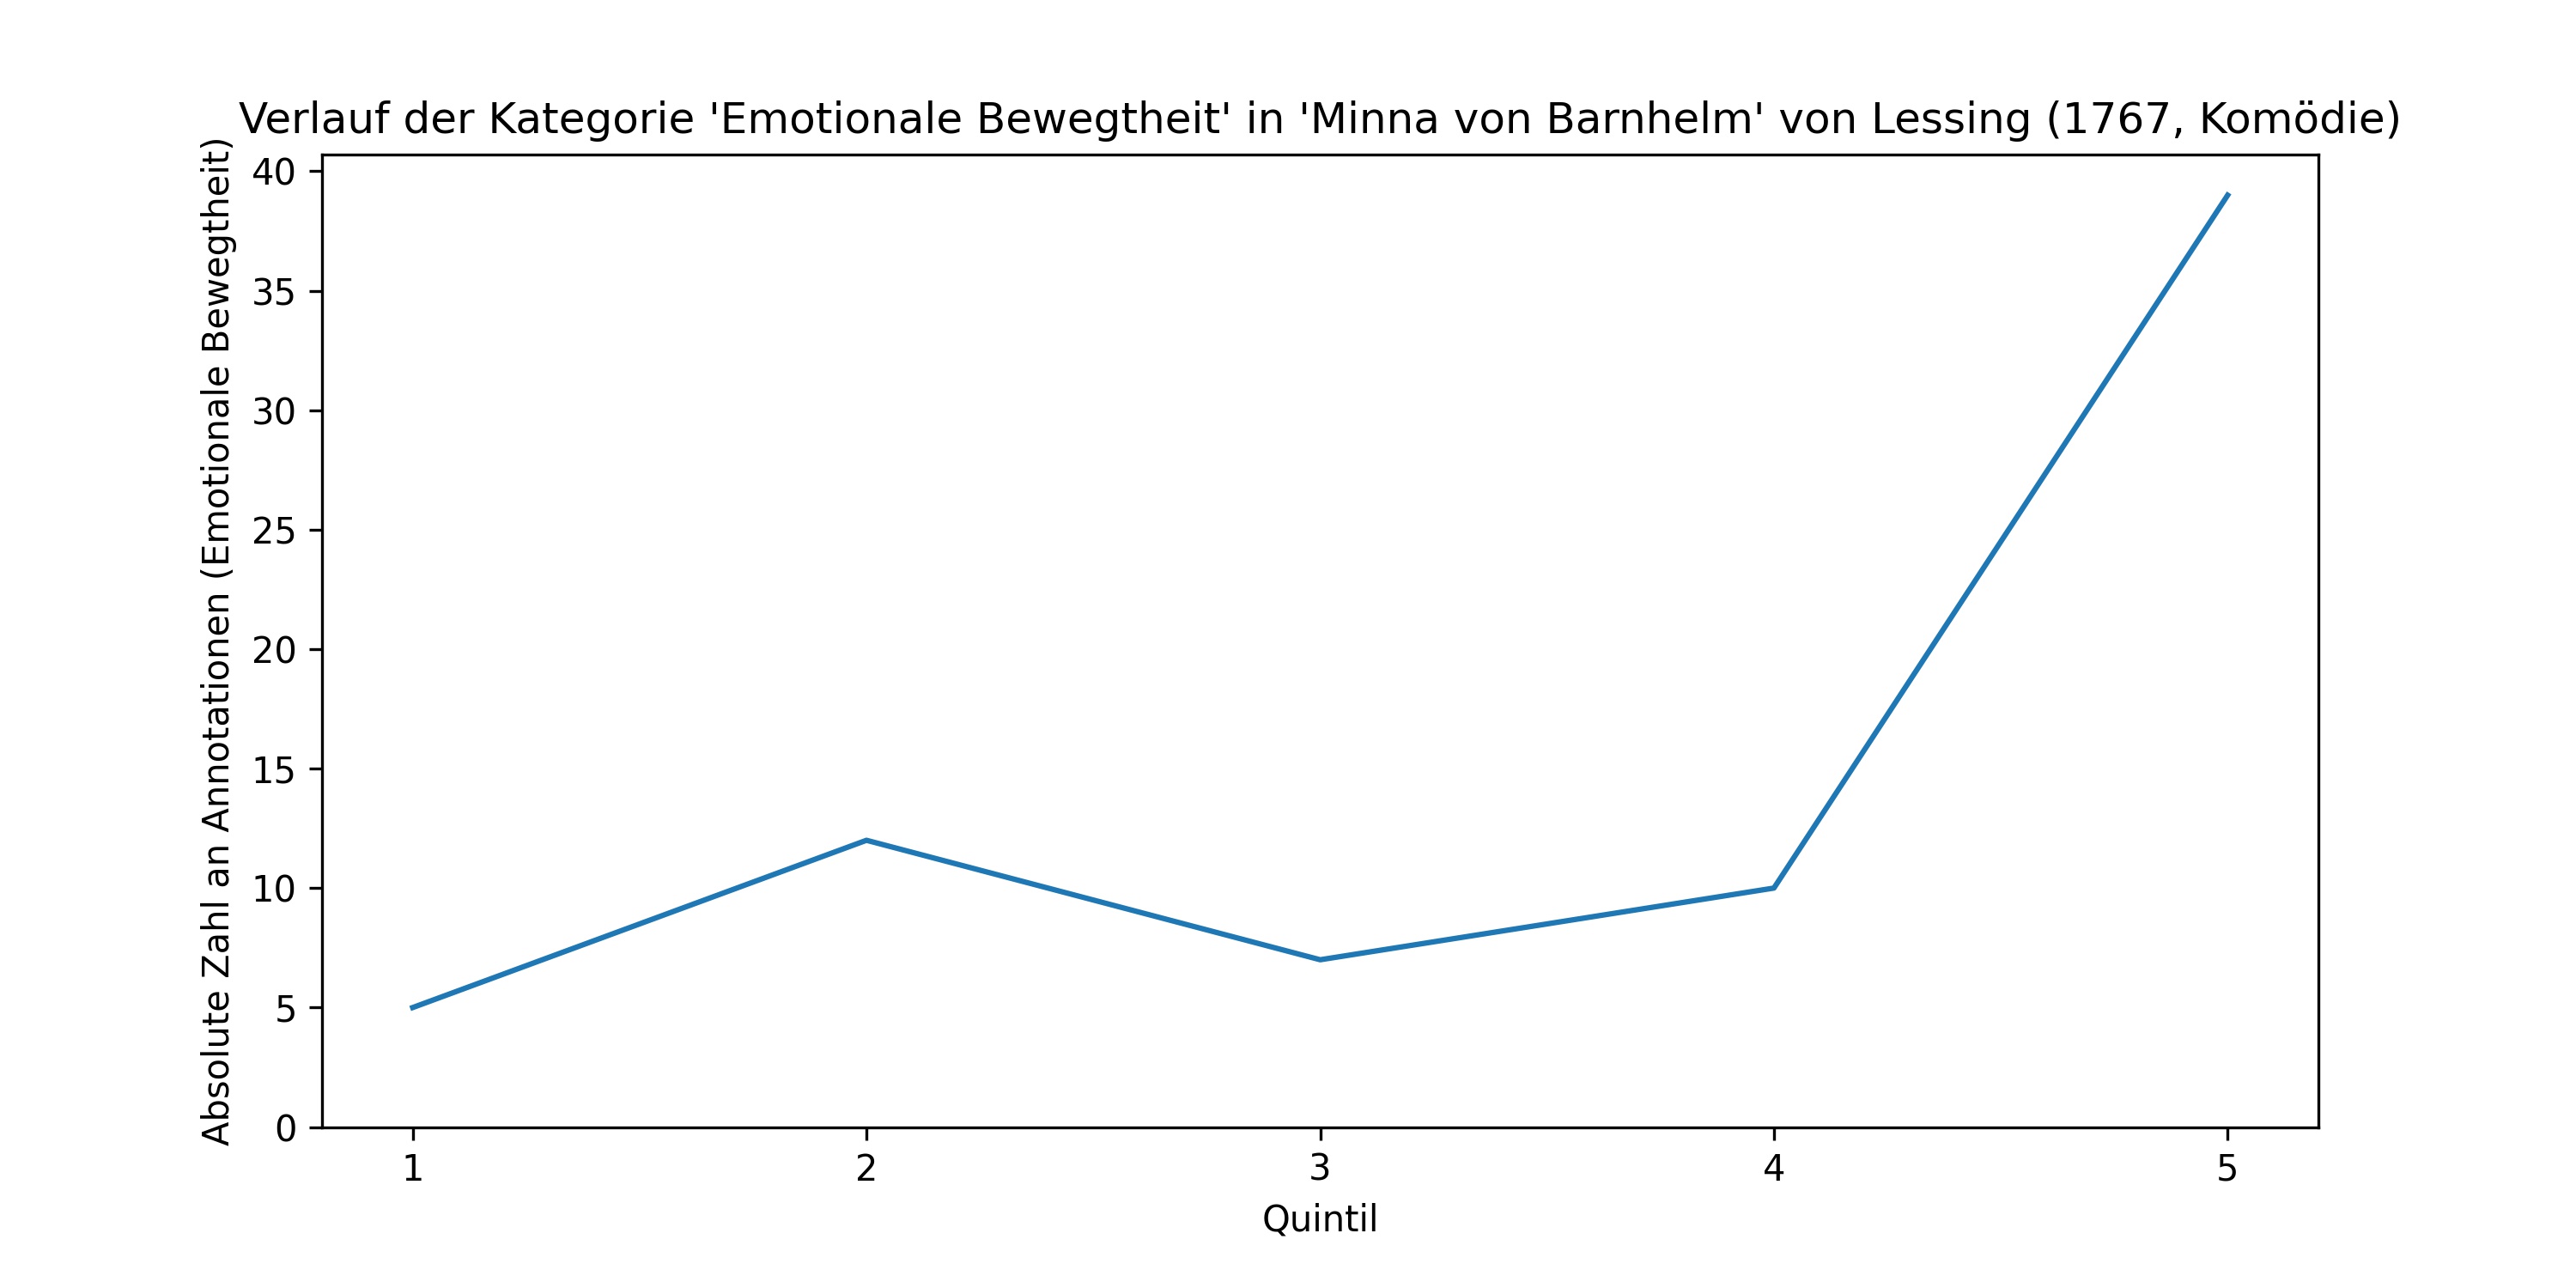 Verlauf der Kategorie 'Emotionale Bewegtheit' in 'Minna von Barnhelm' von Lessing (1767, Komödie)
Absolute Zahl an Annotationen (Emotionale Bewegtheit)
40
35
30
25
20
15
10
5
0
1 2 3 4 5
Quintil